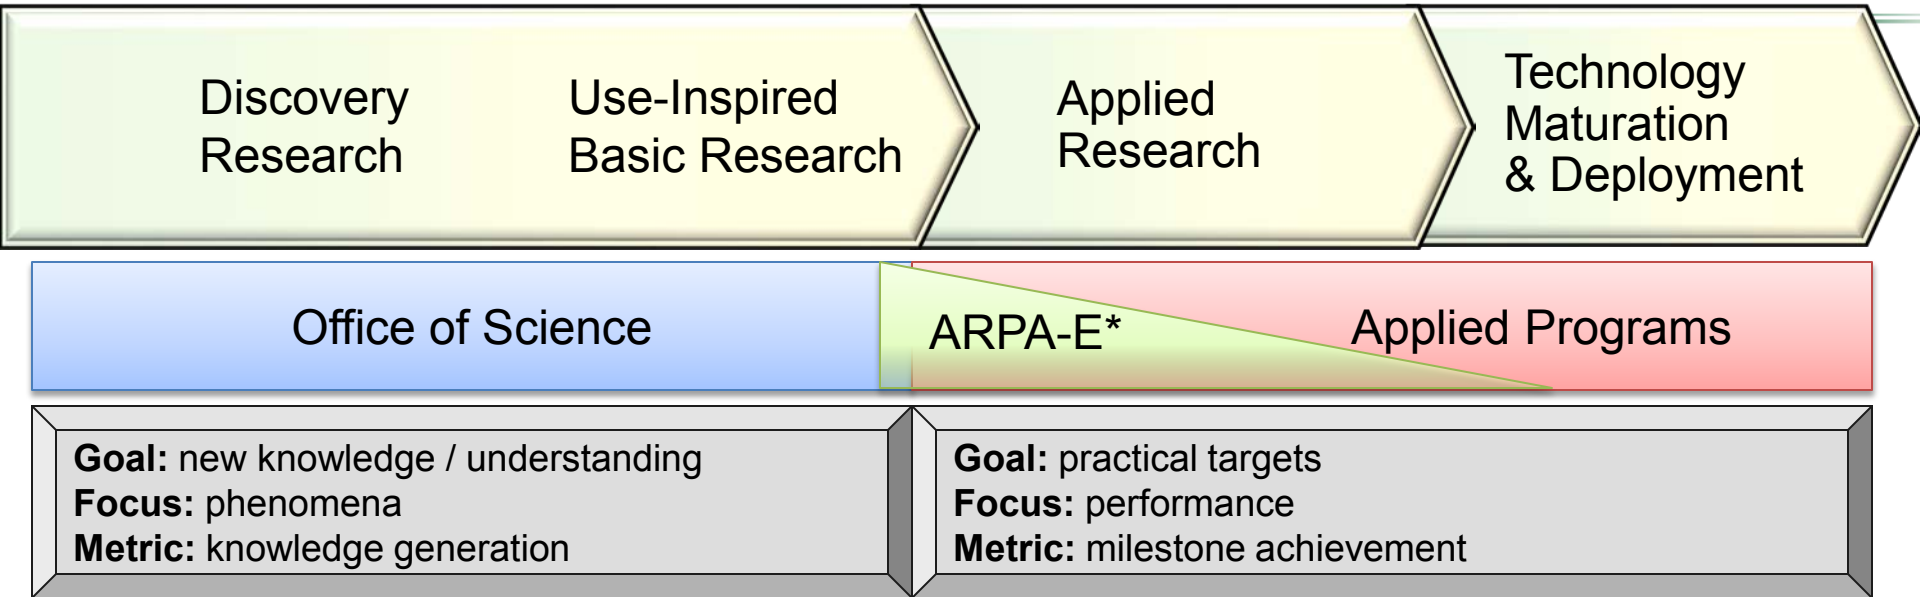 Discovery
Research
Use-Inspired
Basic Research
Applied
Research
Technology
Maturation
& Deployment
Office of Science
ARPA-E*
Applied Programs
Goal: new knowledge / understanding
Focus: phenomena
Metric: knowledge generation
Goal: practical targets
Focus: performance
Metric: milestone achievement